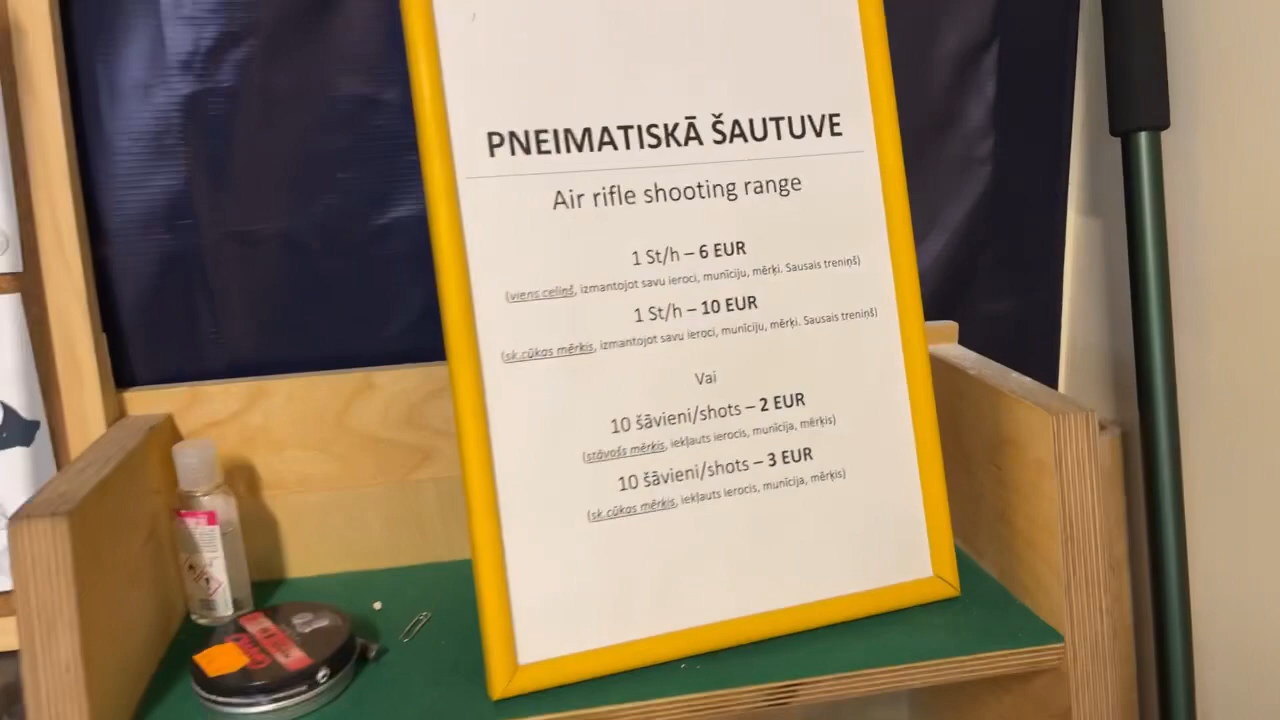 PNEIMATISKĀ ŠAUTUVE
Air rifle shooting range
1 St/h – 6 EUR
(viens celiņš, izmantojot savu ieroci, munīciju, mērķi. Sausais treniņš)
1 St/h – 10 EUR
(sk.cūkas mērķis, izmantojot savu ieroci, munīciju, mērķi. Sausais treniņš)
Vai
10 šāvieni/shots – 2 EUR
(stāvošs mērķis, iekļauts ierocis, munīcija, mērķis)
10 šāvieni/shots – 3 EUR
(sk.cūkas mērķis, iekļauts ierocis, munīcija, mērķis)